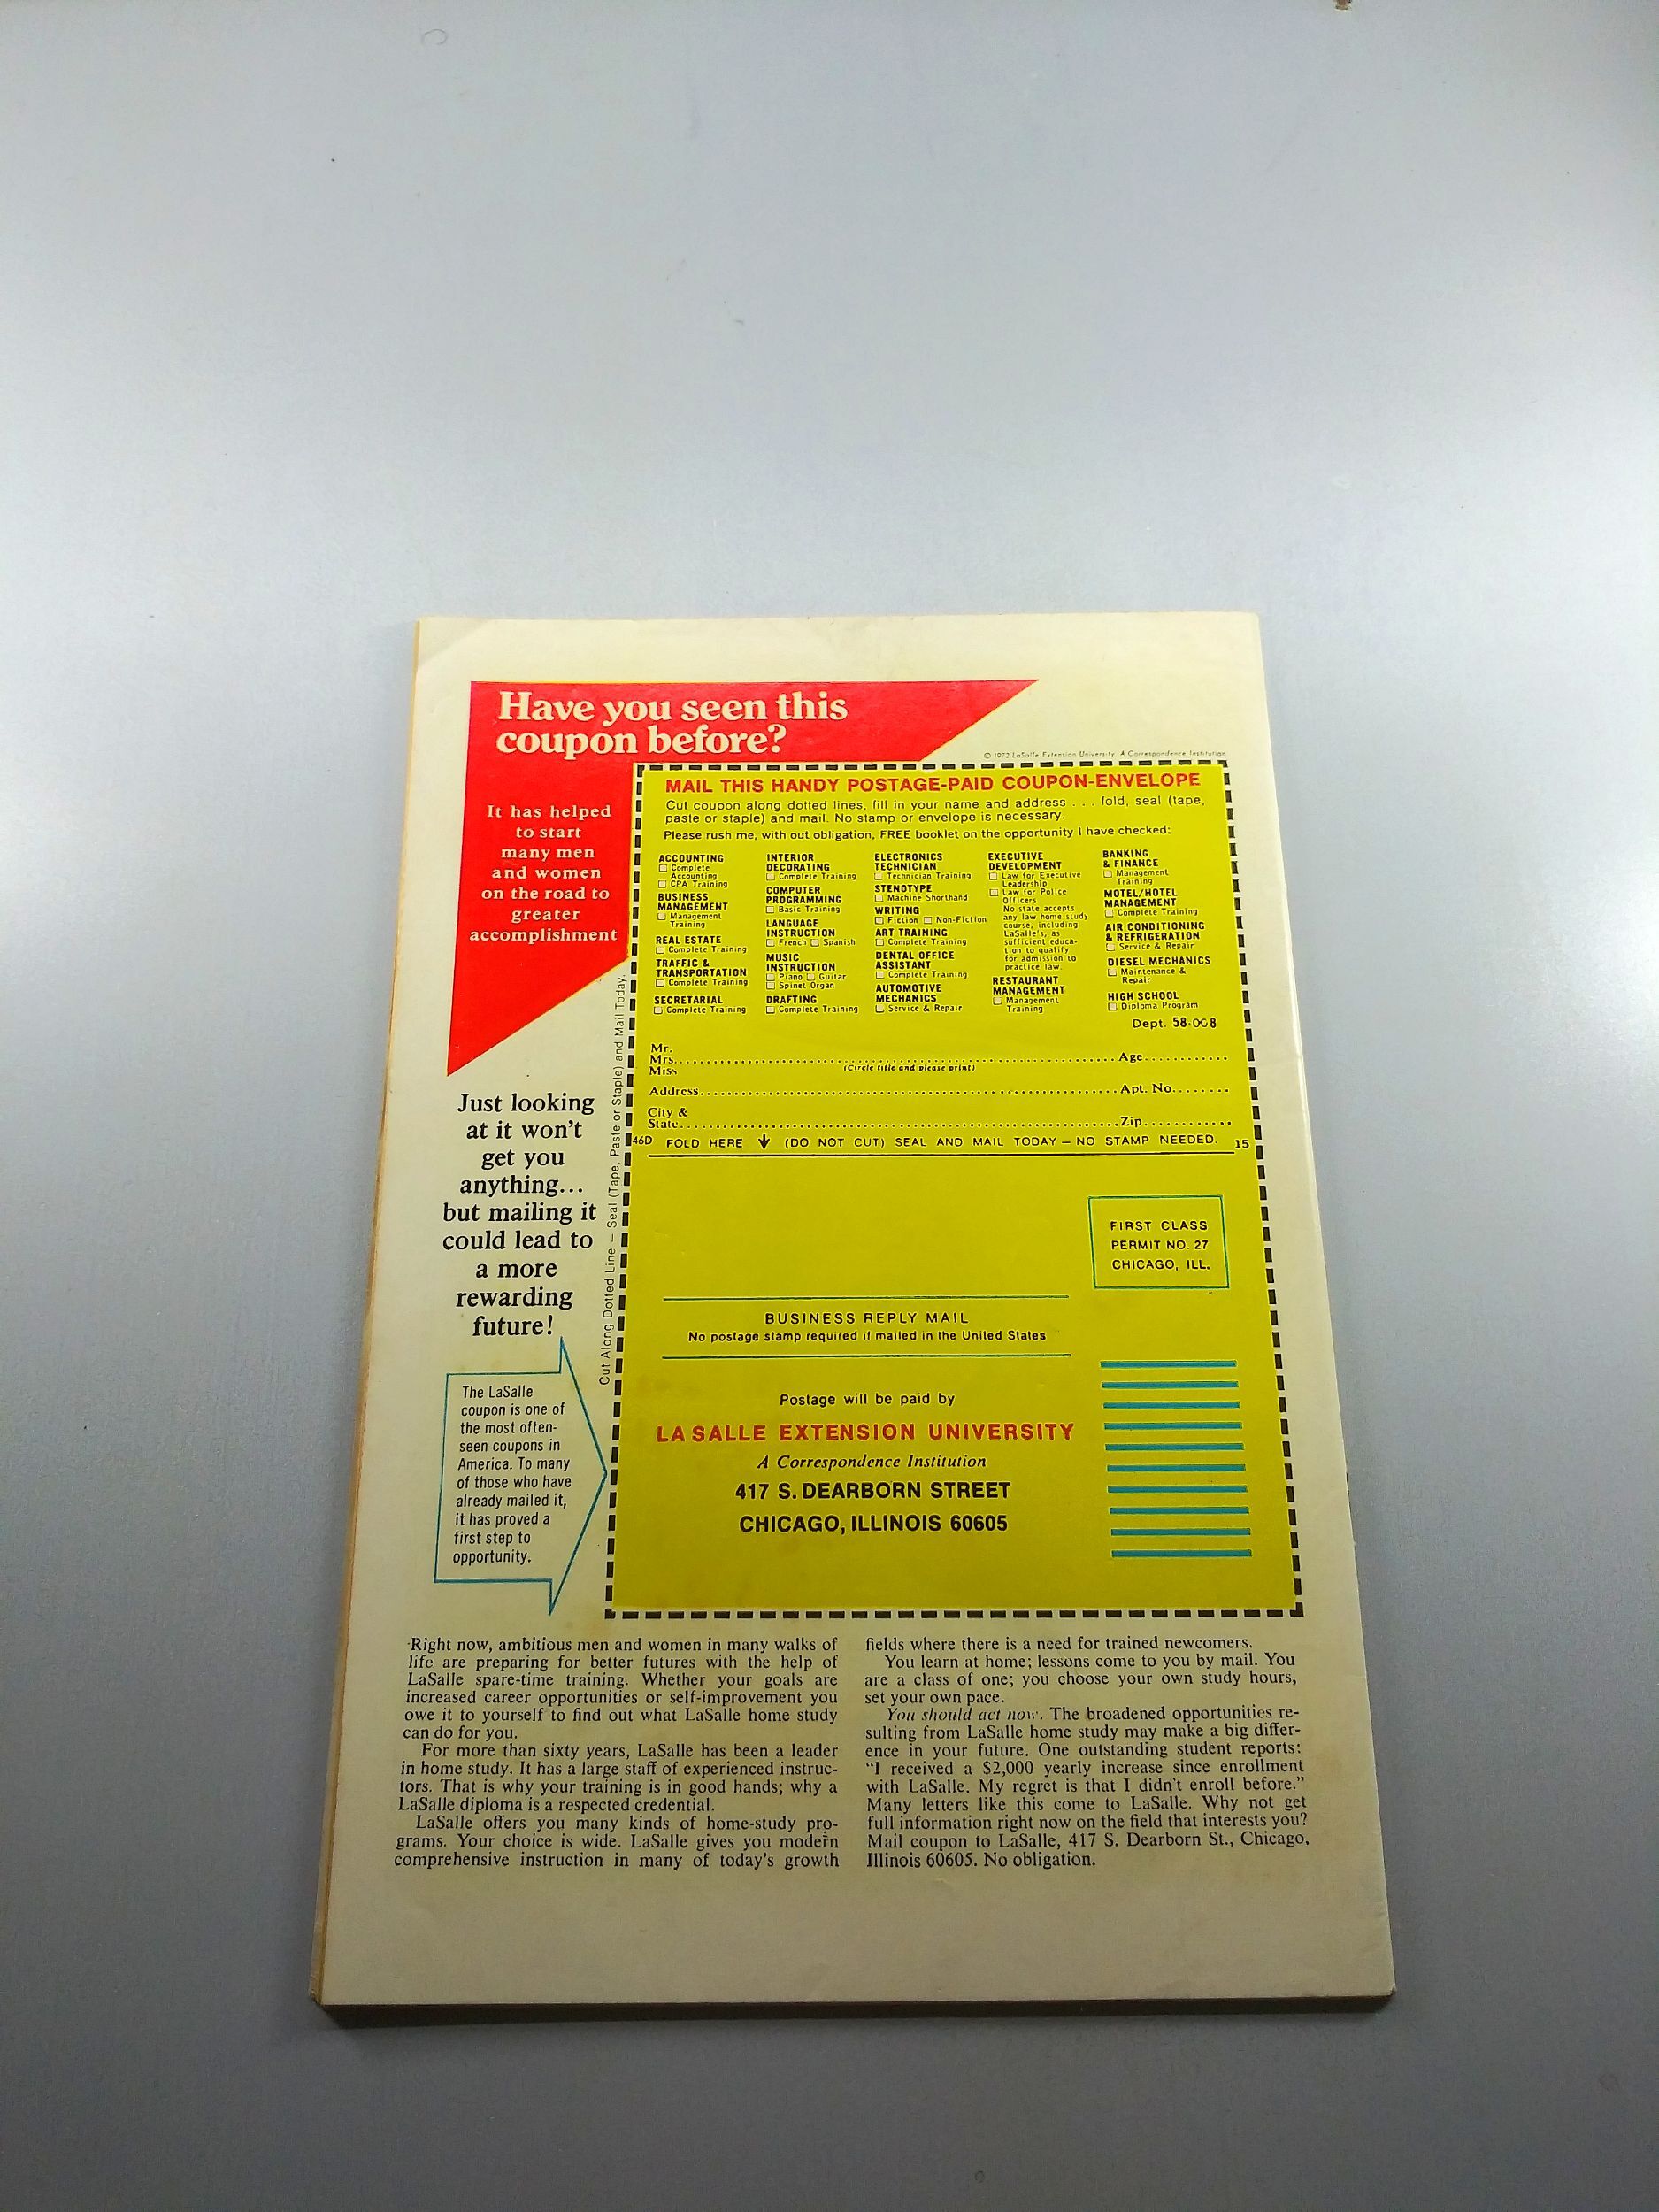 Have you seen this
coupon before?
© 1972 LaSalle Extension University A Correspondence Institution
It has helped
to start
many men
and women
on the road to
greater
accomplishment
MAIL THIS HANDY POSTAGE-PAID COUPON-ENVELOPE
Cut coupon along dotted lines, fill in your name and address . . . fold, seal (tape,
paste or staple) and mail. No stamp or envelope is necessary.
Please rush me, with out obligation, FREE booklet on the opportunity I have checked:
ACCOUNTING
Complete
Accounting
CPA Training
BUSINESS
MANAGEMENT
Management
Training
REAL ESTATE
Complete Training
TRAFFIC &
TRANSPORTATION
Complete Training
SECRETARIAL
Complete Training
INTERIOR
DECORATING
Complete Training
COMPUTER
PROGRAMMING
Basic Training
LANGUAGE
INSTRUCTION
French Spanish
MUSIC
INSTRUCTION
Piano Guitar
Spinet Organ
DRAFTING
Complete Training
ELECTRONICS
TECHNICIAN
Technician Training
STENOTYPE
Machine Shorthand
WRITING
Fiction Non-Fiction
ART TRAINING
Complete Training
DENTAL OFFICE
ASSISTANT
Complete Training
AUTOMOTIVE
MECHANICS
Service & Repair
EXECUTIVE
DEVELOPMENT
Law for Executive
Leadership
Law for Police
Officers
No state accepts
any law home study
course, including
LaSalle's, as
sufficient educa-
tion to qualify
for admission to
practice law.
RESTAURANT
MANAGEMENT
Management
Training
BANKING
& FINANCE
Management
Training
MOTEL/HOTEL
MANAGEMENT
Complete Training
AIR CONDITIONING
& REFRIGERATION
Service & Repair
DIESEL MECHANICS
Maintenance &
Repair
HIGH SCHOOL
Diploma Program
Dept. 58-008
Mr.
Mrs. Age
Miss (Circle title and please print)
Address Apt. No.
City &
State Zip
46D FOLD HERE (DO NOT CUT) SEAL AND MAIL TODAY — NO STAMP NEEDED. 15
Cut Along Dotted Line — Seal (Tape, Paste or Staple) and Mail Today.
Just looking
at it won't
get you
anything...
but mailing it
could lead to
a more
rewarding
future!
FIRST CLASS
PERMIT NO. 27
CHICAGO, ILL.
BUSINESS REPLY MAIL
No postage stamp required if mailed in the United States
Postage will be paid by
LA SALLE EXTENSION UNIVERSITY
A Correspondence Institution
417 S. DEARBORN STREET
CHICAGO, ILLINOIS 60605
The LaSalle
coupon is one of
the most often-
seen coupons in
America. To many
of those who have
already mailed it,
it has proved a
first step to
opportunity.
Right now, ambitious men and women in many walks of
life are preparing for better futures with the help of
LaSalle spare-time training. Whether your goals are
increased career opportunities or self-improvement you
owe it to yourself to find out what LaSalle home study
can do for you.
For more than sixty years, LaSalle has been a leader
in home study. It has a large staff of experienced instruc-
tors. That is why your training is in good hands; why a
LaSalle diploma is a respected credential.
LaSalle offers you many kinds of home-study pro-
grams. Your choice is wide. LaSalle gives you modern
comprehensive instruction in many of today's growth
fields where there is a need for trained newcomers.
You learn at home; lessons come to you by mail. You
are a class of one; you choose your own study hours,
set your own pace.
You should act now. The broadened opportunities re-
sulting from LaSalle home study may make a big differ-
ence in your future. One outstanding student reports:
"I received a $2,000 yearly increase since enrollment
with LaSalle. My regret is that I didn't enroll before."
Many letters like this come to LaSalle. Why not get
full information right now on the field that interests you?
Mail coupon to LaSalle, 417 S. Dearborn St., Chicago,
Illinois 60605. No obligation.